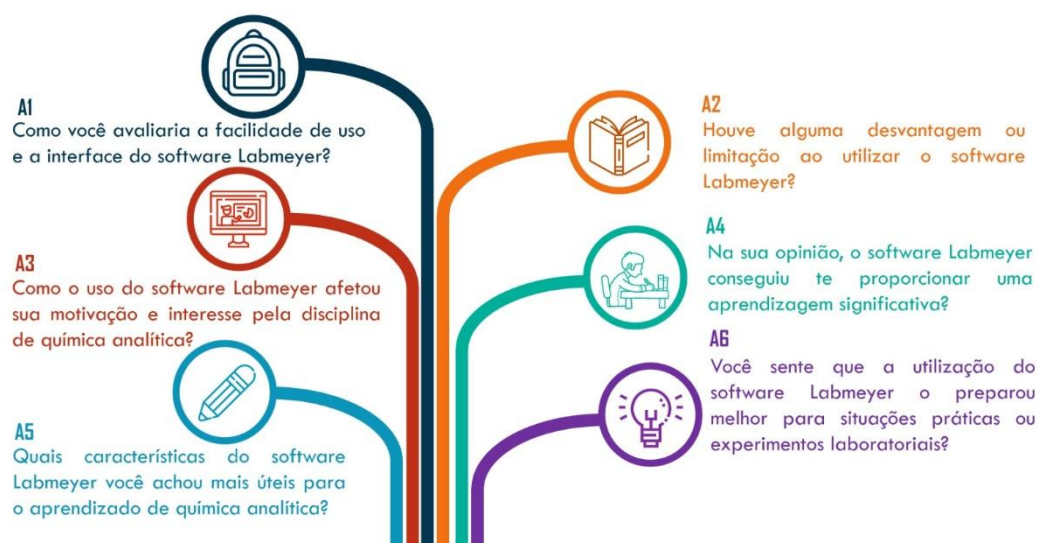 A1
Como você avaliaria a facilidade de uso
e a interface do software Labmeyer?
A2
Houve alguma desvantagem ou
limitação ao utilizar o software
Labmeyer?
A3
Como o uso do software Labmeyer afetou
sua motivação e interesse pela disciplina
de química analítica?
A4
Na sua opinião, o software Labmeyer
conseguiu te proporcionar uma
aprendizagem significativa?
A5
Quais características do software
Labmeyer você achou mais úteis para
o aprendizado de química analítica?
A6
Você sente que a utilização do
software Labmeyer o preparou
melhor para situações práticas ou
experimentos laboratoriais?